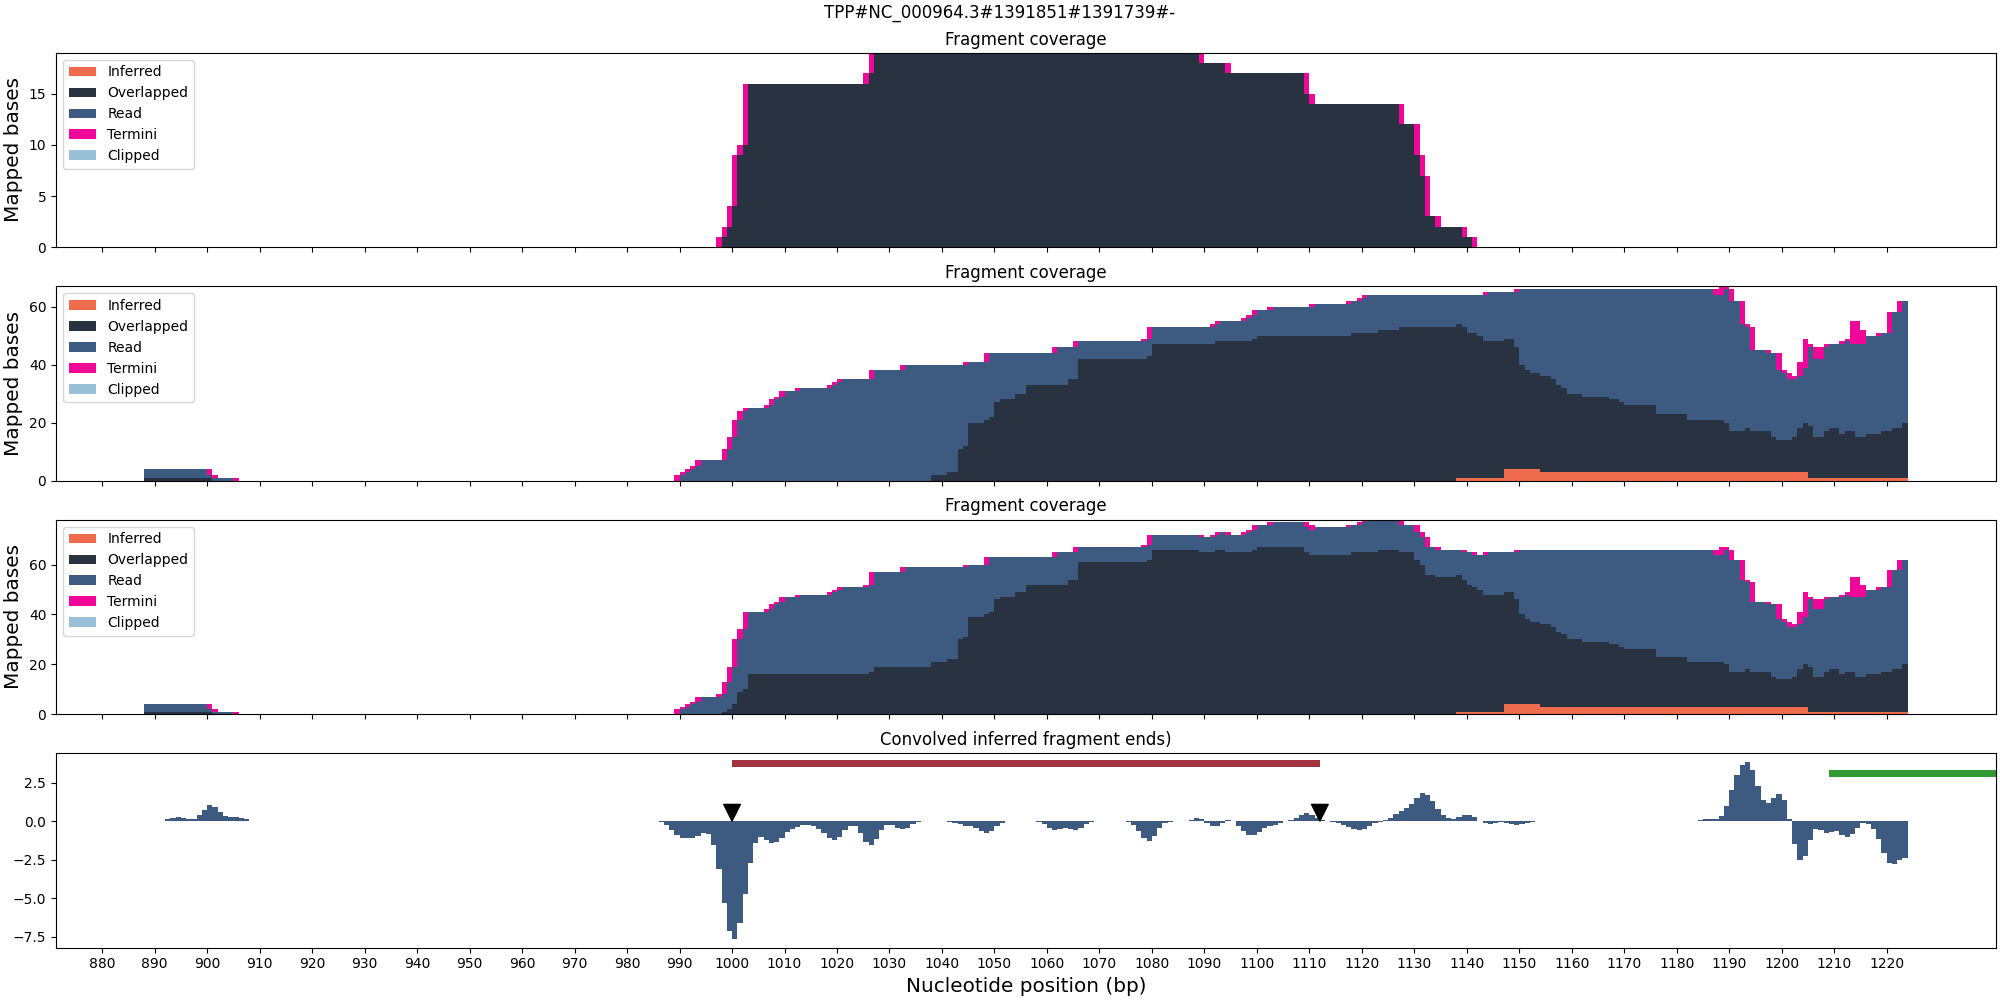 TPP#NC_000964.3#1391851#1391739#-
Fragment coverage
Mapped bases
15
10
5
0
Inferred
Overlapped
Read
Termini
Clipped
Fragment coverage
Mapped bases
60
40
20
0
Inferred
Overlapped
Read
Termini
Clipped
Fragment coverage
Mapped bases
60
40
20
0
Inferred
Overlapped
Read
Termini
Clipped
Convolved inferred fragment ends)
2.5
0.0
−2.5
−5.0
−7.5
880 890 900 910 920 930 940 950 960 970 980 990 1000 1010 1020 1030 1040 1050 1060 1070 1080 1090 1100 1110 1120 1130 1140 1150 1160 1170 1180 1190 1200 1210 1220
Nucleotide position (bp)